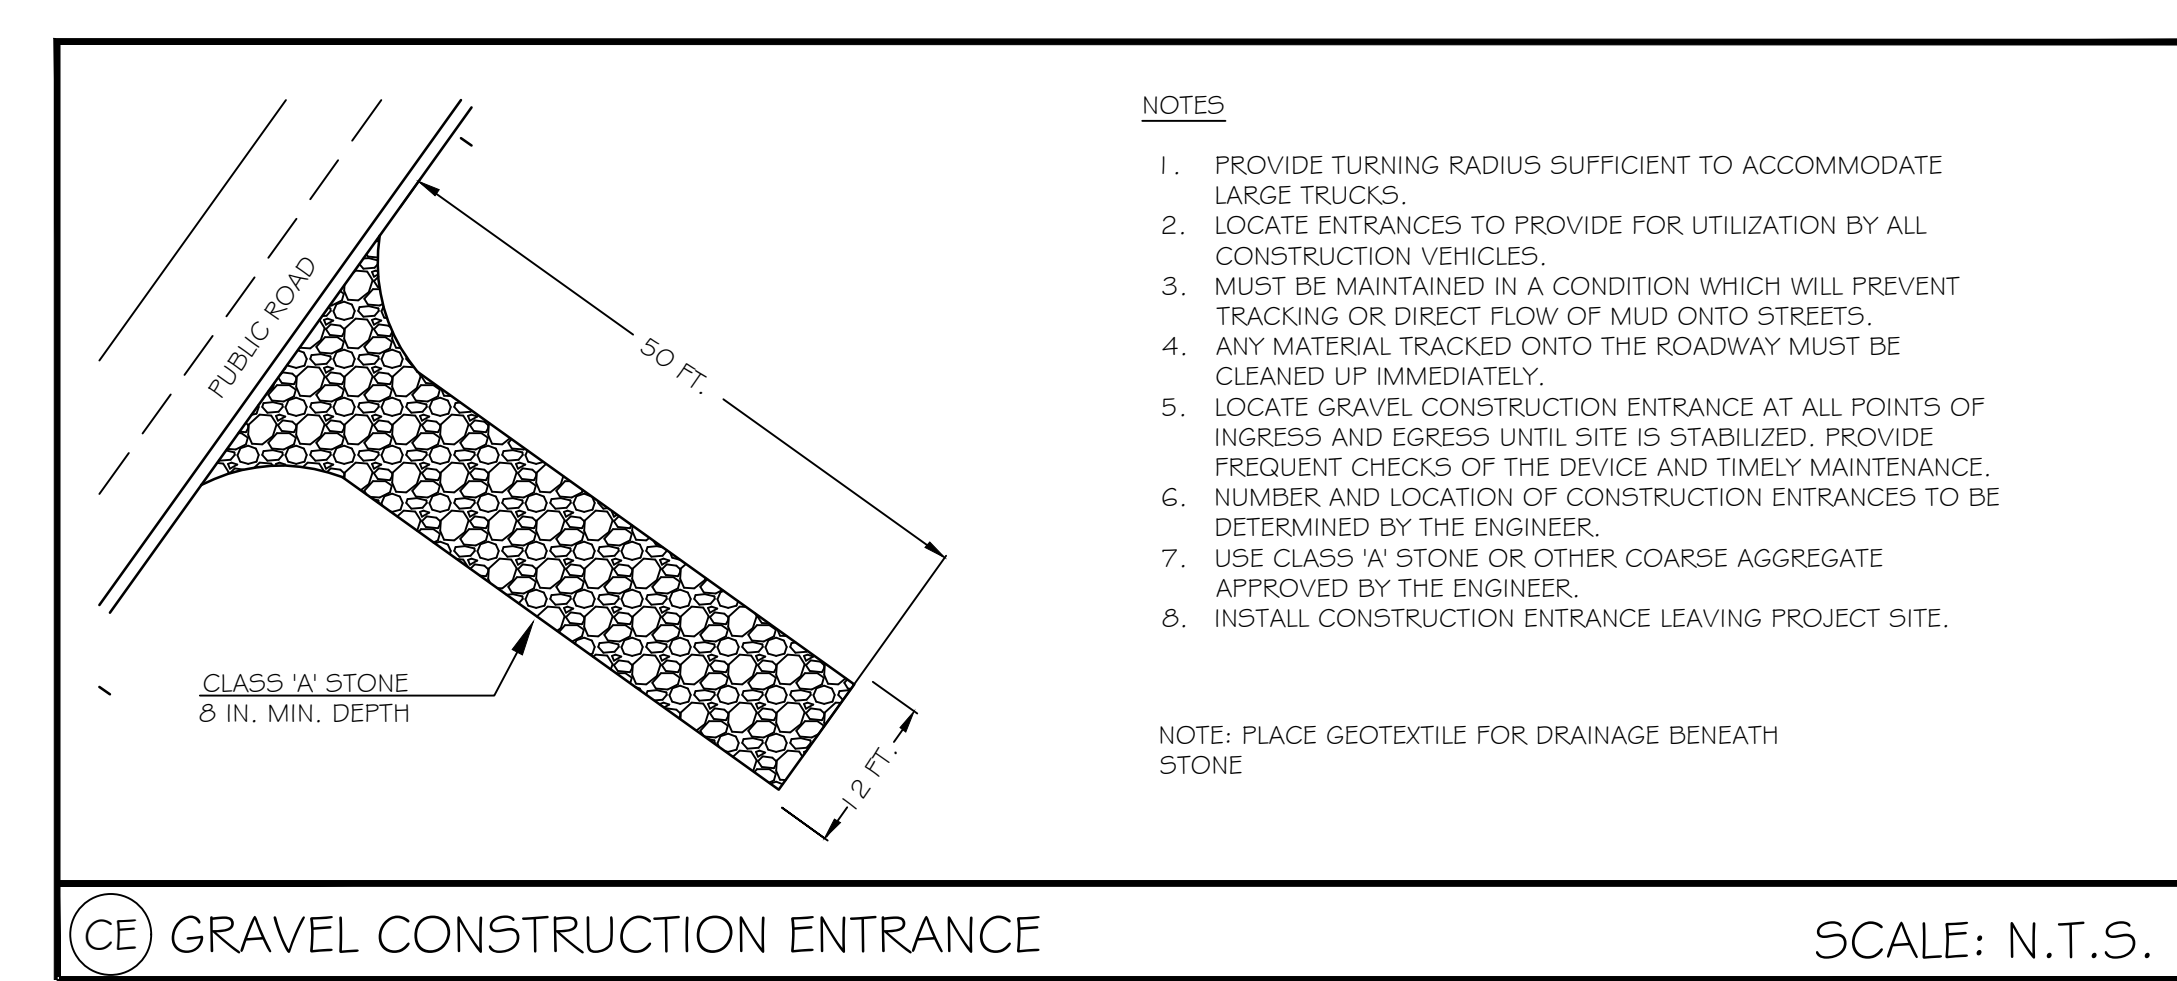 PUBLIC ROAD
50 FT.
CLASS 'A' STONE
8 IN. MIN. DEPTH
12 FT.
NOTES
1. PROVIDE TURNING RADIUS SUFFICIENT TO ACCOMMODATE
LARGE TRUCKS.
2. LOCATE ENTRANCES TO PROVIDE FOR UTILIZATION BY ALL
CONSTRUCTION VEHICLES.
3. MUST BE MAINTAINED IN A CONDITION WHICH WILL PREVENT
TRACKING OR DIRECT FLOW OF MUD ONTO STREETS.
4. ANY MATERIAL TRACKED ONTO THE ROADWAY MUST BE
CLEANED UP IMMEDIATELY.
5. LOCATE GRAVEL CONSTRUCTION ENTRANCE AT ALL POINTS OF
INGRESS AND EGRESS UNTIL SITE IS STABILIZED. PROVIDE
FREQUENT CHECKS OF THE DEVICE AND TIMELY MAINTENANCE.
6. NUMBER AND LOCATION OF CONSTRUCTION ENTRANCES TO BE
DETERMINED BY THE ENGINEER.
7. USE CLASS 'A' STONE OR OTHER COARSE AGGREGATE
APPROVED BY THE ENGINEER.
8. INSTALL CONSTRUCTION ENTRANCE LEAVING PROJECT SITE.
NOTE: PLACE GEOTEXTILE FOR DRAINAGE BENEATH
STONE
CE GRAVEL CONSTRUCTION ENTRANCE
SCALE: N.T.S.